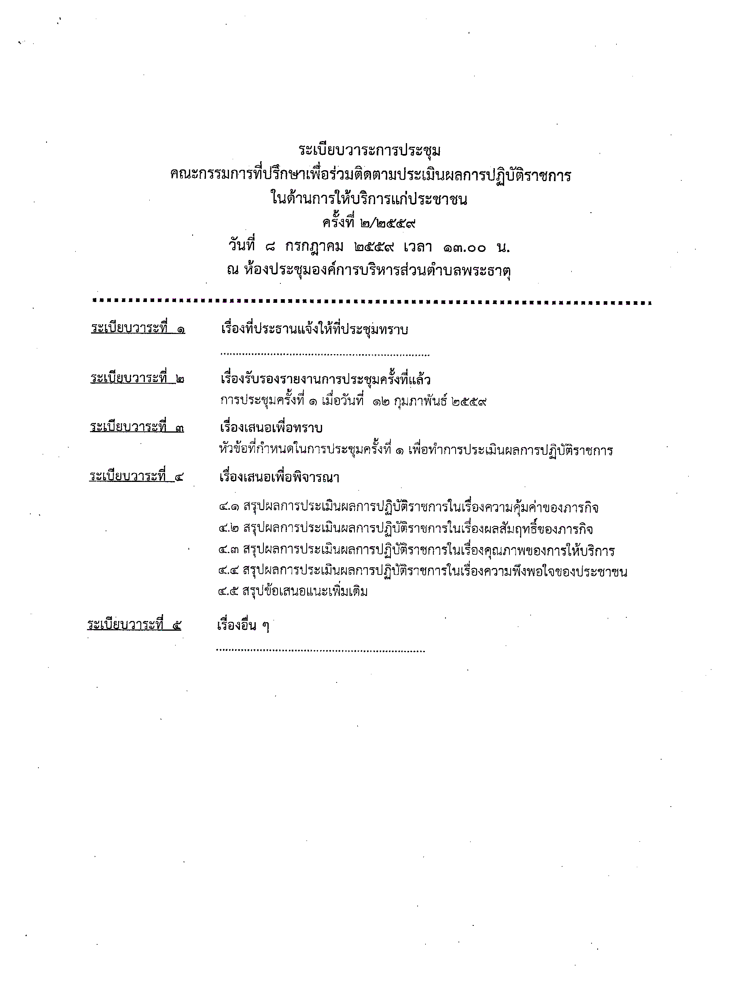 ระเบียบวาระการประชุม
คณะกรรมการที่ปรึกษาเพื่อร่วมติดตามประเมินผลการปฏิบัติราชการ
ในด้านการให้บริการแก่ประชาชน
ครั้งที่ ๒/๒๕๕๙
วันที่ ๘ กรกฎาคม ๒๕๕๙ เวลา ๑๓.๐๐ น.
ณ ห้องประชุมองค์การบริหารส่วนตำบลพระธาตุ
ระเบียบวาระที่ ๑ เรื่องที่ประธานแจ้งให้ที่ประชุมทราบ
ระเบียบวาระที่ ๒ เรื่องรับรองรายงานการประชุมครั้งที่แล้ว
การประชุมครั้งที่ ๑ เมื่อวันที่ ๑๒ กุมภาพันธ์ ๒๕๕๙
ระเบียบวาระที่ ๓ เรื่องเสนอเพื่อทราบ
หัวข้อที่กำหนดในการประชุมครั้งที่ ๑ เพื่อทำการประเมินผลการปฏิบัติราชการ
ระเบียบวาระที่ ๔ เรื่องเสนอเพื่อพิจารณา
๔.๑ สรุปผลการประเมินผลการปฏิบัติราชการในเรื่องความคุ้มค่าของภารกิจ
๔.๒ สรุปผลการประเมินผลการปฏิบัติราชการในเรื่องผลสัมฤทธิ์ของภารกิจ
๔.๓ สรุปผลการประเมินผลการปฏิบัติราชการในเรื่องคุณภาพของการให้บริการ
๔.๔ สรุปผลการประเมินผลการปฏิบัติราชการในเรื่องความพึงพอใจของประชาชน
๔.๕ สรุปข้อเสนอแนะเพิ่มเติม
ระเบียบวาระที่ ๕ เรื่องอื่น ๆ